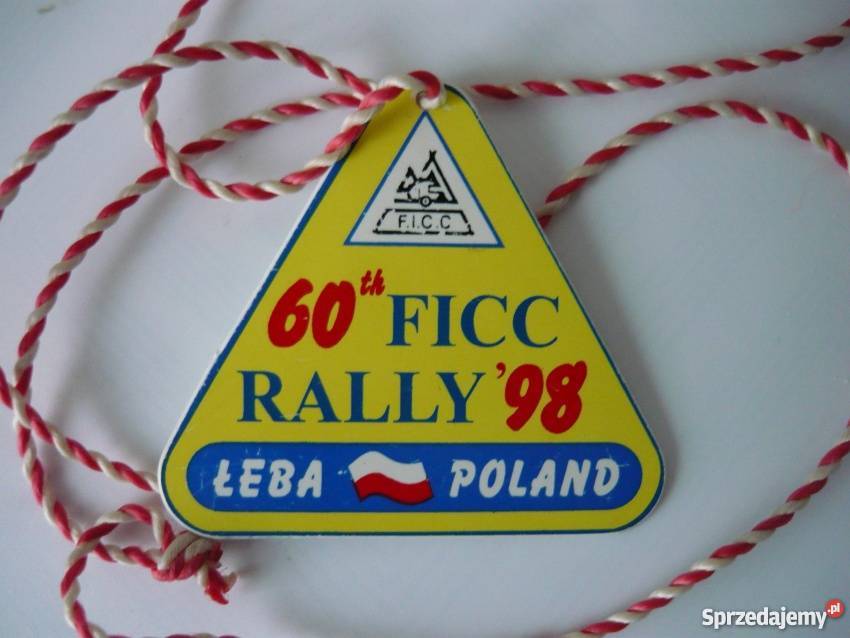 F.I.C.C
60th FICC
RALLY '98
ŁEBA POLAND
Sprzedajemy.pl